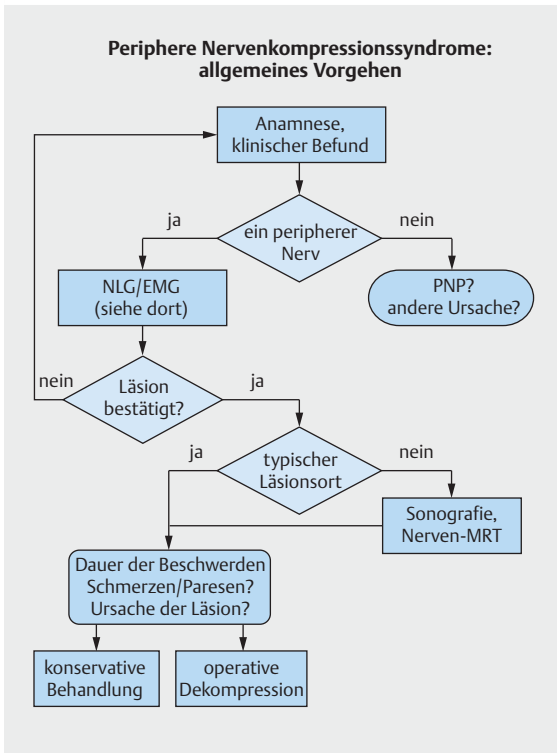 Periphere Nervenkompressionssyndrome:
allgemeines Vorgehen
Anamnese,
klinischer Befund
ja
ein peripherer
Nerv
nein
NLG/EMG
(siehe dort)
PNP?
andere Ursache?
nein
Läsion
bestätigt?
ja
ja
typischer
Läsionsort
nein
Sonografie,
Nerven-MRT
Dauer der Beschwerden
Schmerzen/Paresen?
Ursache der Läsion?
konservative
Behandlung
operative
Dekompression